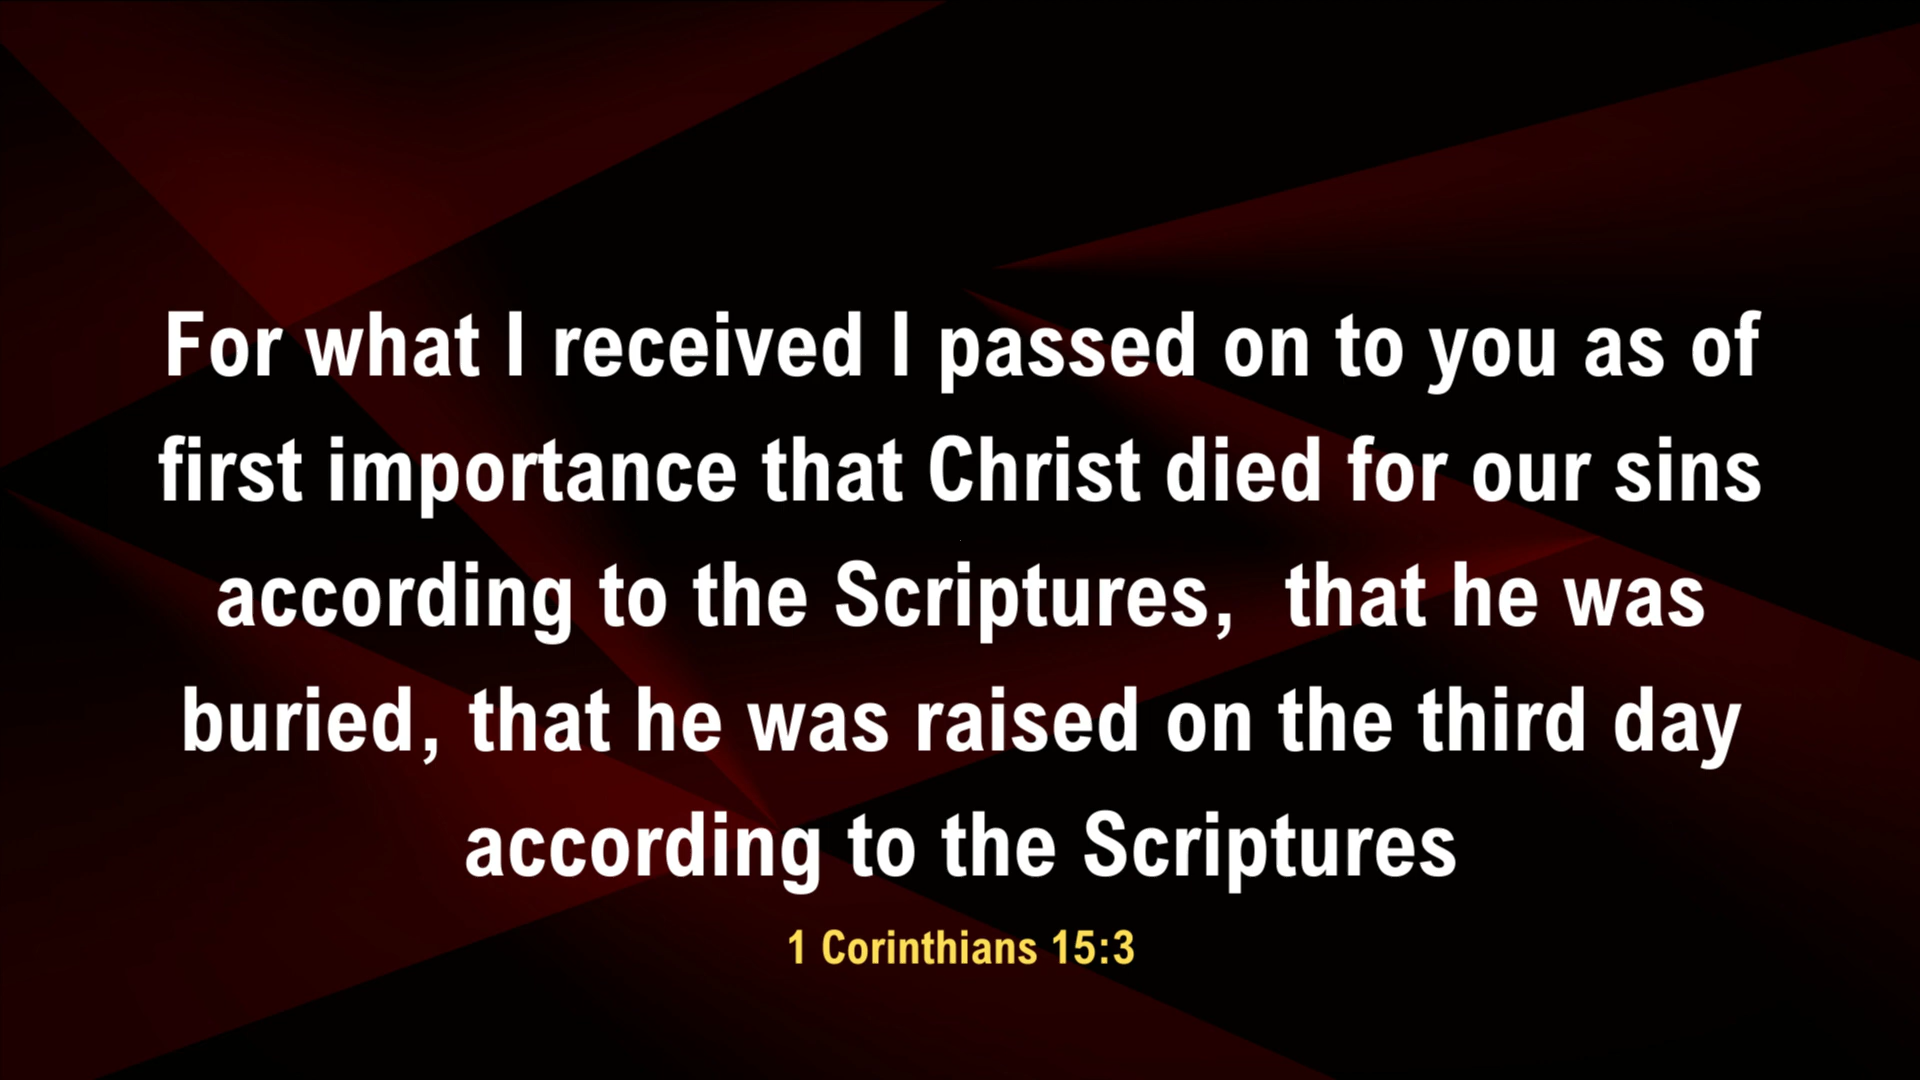 For what I received I passed on to you as of
first importance that Christ died for our sins
according to the Scriptures,  that he was
buried, that he was raised on the third day
according to the Scriptures
1 Corinthians 15:3